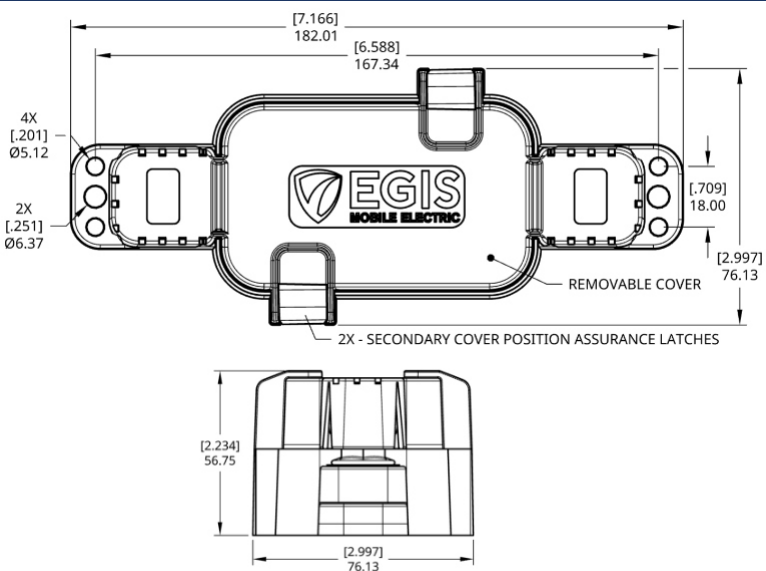 [7.166]
182.01
[6.588]
167.34
4X
[.201]
Ø5.12
2X
[.251]
Ø6.37
EGIS
MOBILE ELECTRIC
[.709]
18.00
[2.997]
76.13
REMOVABLE COVER
2X - SECONDARY COVER POSITION ASSURANCE LATCHES
[2.234]
56.75
[2.997]
76.13